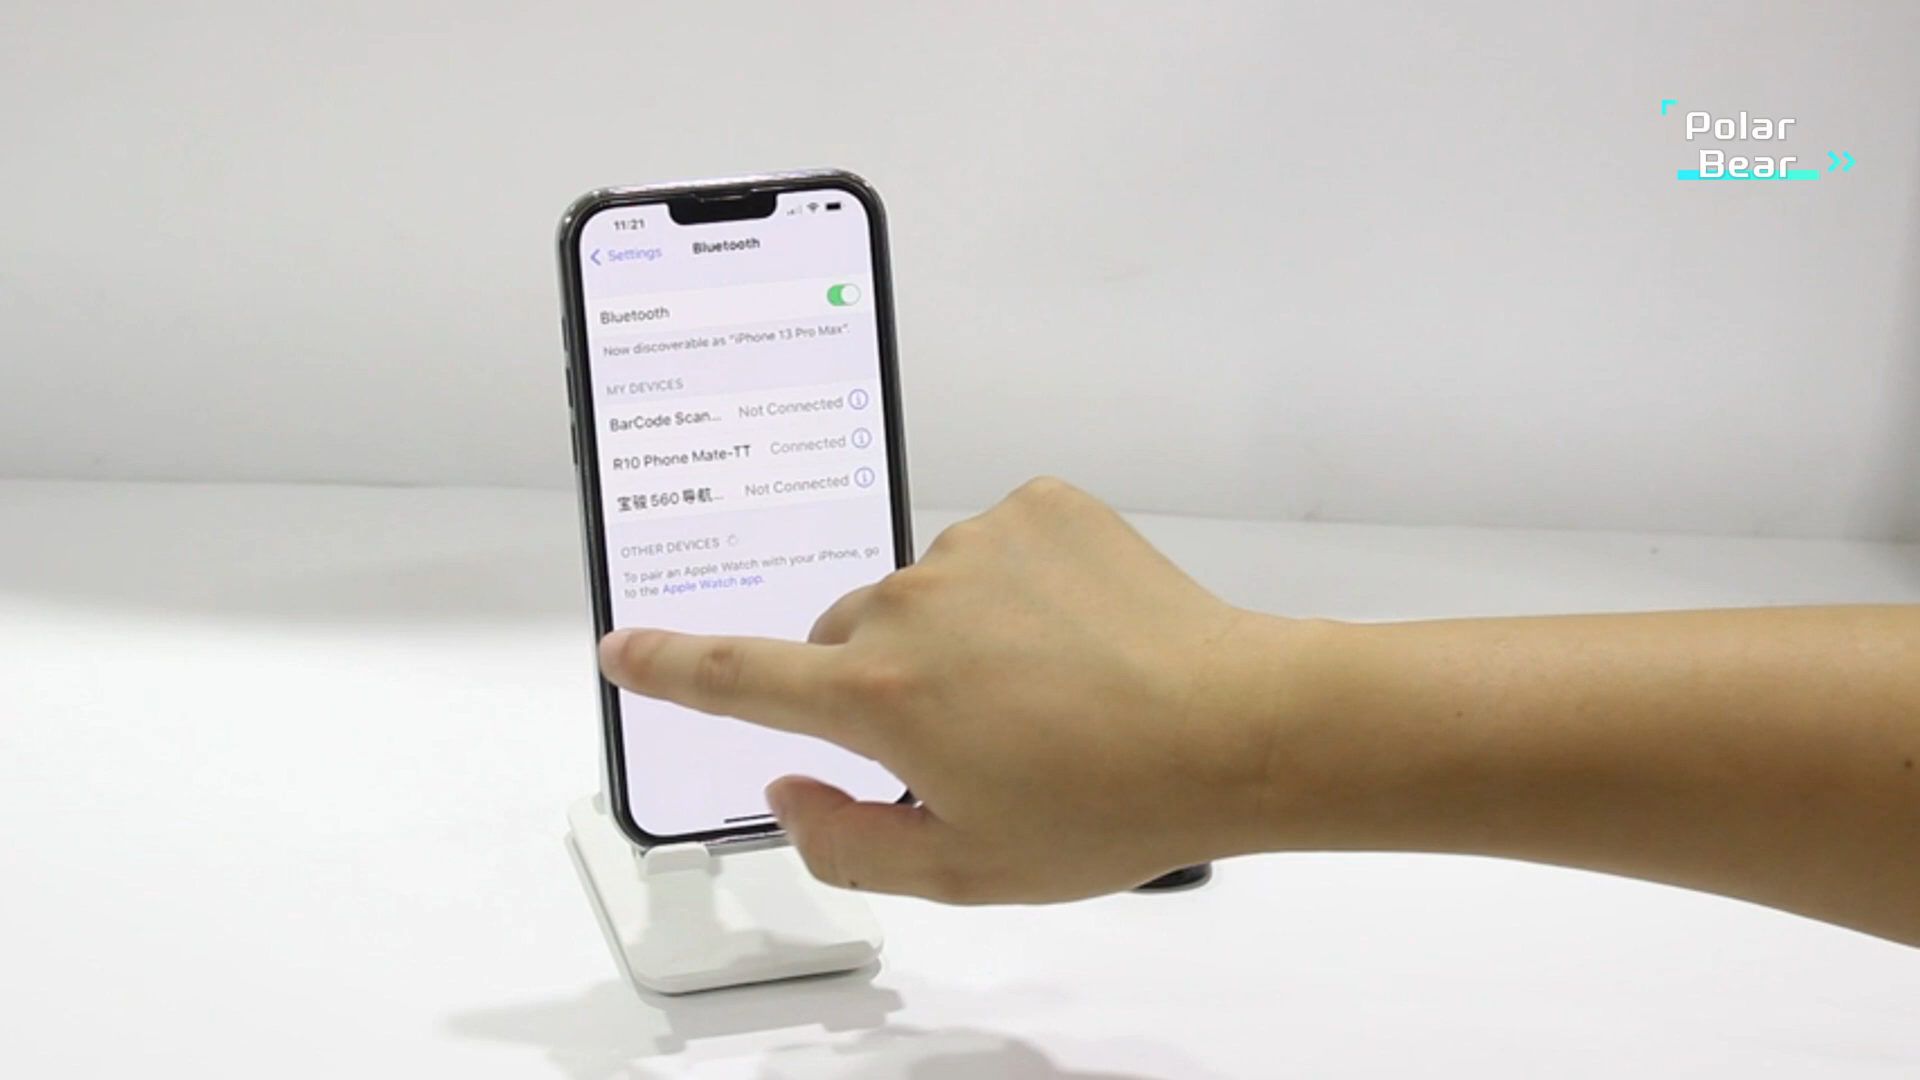 Polar
Bear
11:21
Settings
Bluetooth
Bluetooth
Now discoverable as "iPhone 13 Pro Max".
MY DEVICES
BarCode Scan... Not Connected
R10 Phone Mate-TT Connected
宝骏 560 导航... Not Connected
OTHER DEVICES
To pair an Apple Watch with your iPhone, go
to the Apple Watch app.